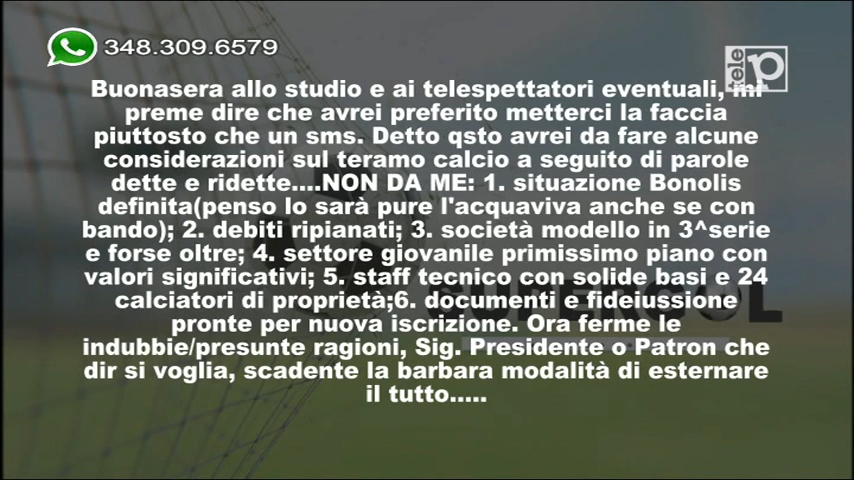 348.309.6579
tele p
Buonasera allo studio e ai telespettatori eventuali, mi
preme dire che avrei preferito metterci la faccia
piuttosto che un sms. Detto qsto avrei da fare alcune
considerazioni sul teramo calcio a seguito di parole
dette e ridette....NON DA ME: 1. situazione Bonolis
definita(penso lo sarà pure l'acquaviva anche se con
bando); 2. debiti ripianati; 3. società modello in 3^serie
e forse oltre; 4. settore giovanile primissimo piano con
valori significativi; 5. staff tecnico con solide basi e 24
calciatori di proprietà;6. documenti e fideiussione
pronte per nuova iscrizione. Ora ferme le
indubbie/presunte ragioni, Sig. Presidente o Patron che
dir si voglia, scadente la barbara modalità di esternare
il tutto.....
SUPERGOL